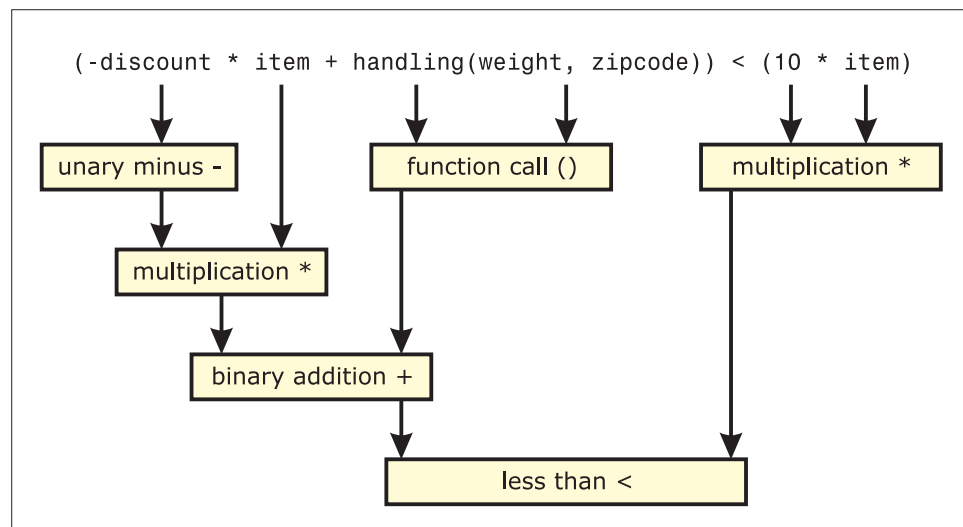 (-discount * item + handling(weight, zipcode)) < (10 * item)
unary minus -
function call ()
multiplication *
multiplication *
binary addition +
less than <